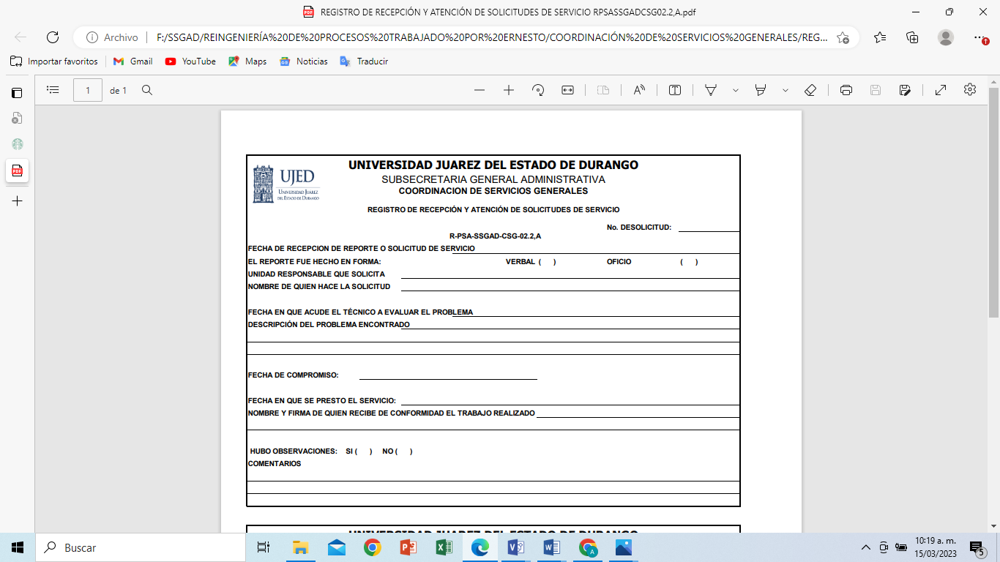 REGISTRO DE RECEPCIÓN Y ATENCIÓN DE SOLICITUDES DE SERVICIO RPSASSGADCSG02.2,A.pdf
Archivo F:/SSGAD/REINGENIERÍA%20DE%20PROCESOS%20TRABAJADO%20POR%20ERNESTO/COORDINACIÓN%20DE%20SERVICIOS%20GENERALES/REG...
Importar favoritos Gmail YouTube Maps Noticias Traducir
1 de 1
UNIVERSIDAD JUAREZ DEL ESTADO DE DURANGO
UJED
UNIVERSIDAD JUÁREZ
DEL ESTADO DE DURANGO
SUBSECRETARIA GENERAL ADMINISTRATIVA
COORDINACION DE SERVICIOS GENERALES
REGISTRO DE RECEPCIÓN Y ATENCIÓN DE SOLICITUDES DE SERVICIO
No. DESOLICITUD:
R-PSA-SSGAD-CSG-02.2,A
FECHA DE RECEPCION DE REPORTE O SOLICITUD DE SERVICIO
EL REPORTE FUE HECHO EN FORMA: VERBAL ( ) OFICIO ( )
UNIDAD RESPONSABLE QUE SOLICITA
NOMBRE DE QUIEN HACE LA SOLICITUD
FECHA EN QUE ACUDE EL TÉCNICO A EVALUAR EL PROBLEMA
DESCRIPCIÓN DEL PROBLEMA ENCONTRADO
FECHA DE COMPROMISO:
FECHA EN QUE SE PRESTO EL SERVICIO:
NOMBRE Y FIRMA DE QUIEN RECIBE DE CONFORMIDAD EL TRABAJO REALIZADO
HUBO OBSERVACIONES: SI ( ) NO ( )
COMENTARIOS
UNIVERSIDAD JUAREZ DEL ESTADO DE DURANGO
Buscar
10:19 a. m.
15/03/2023
5